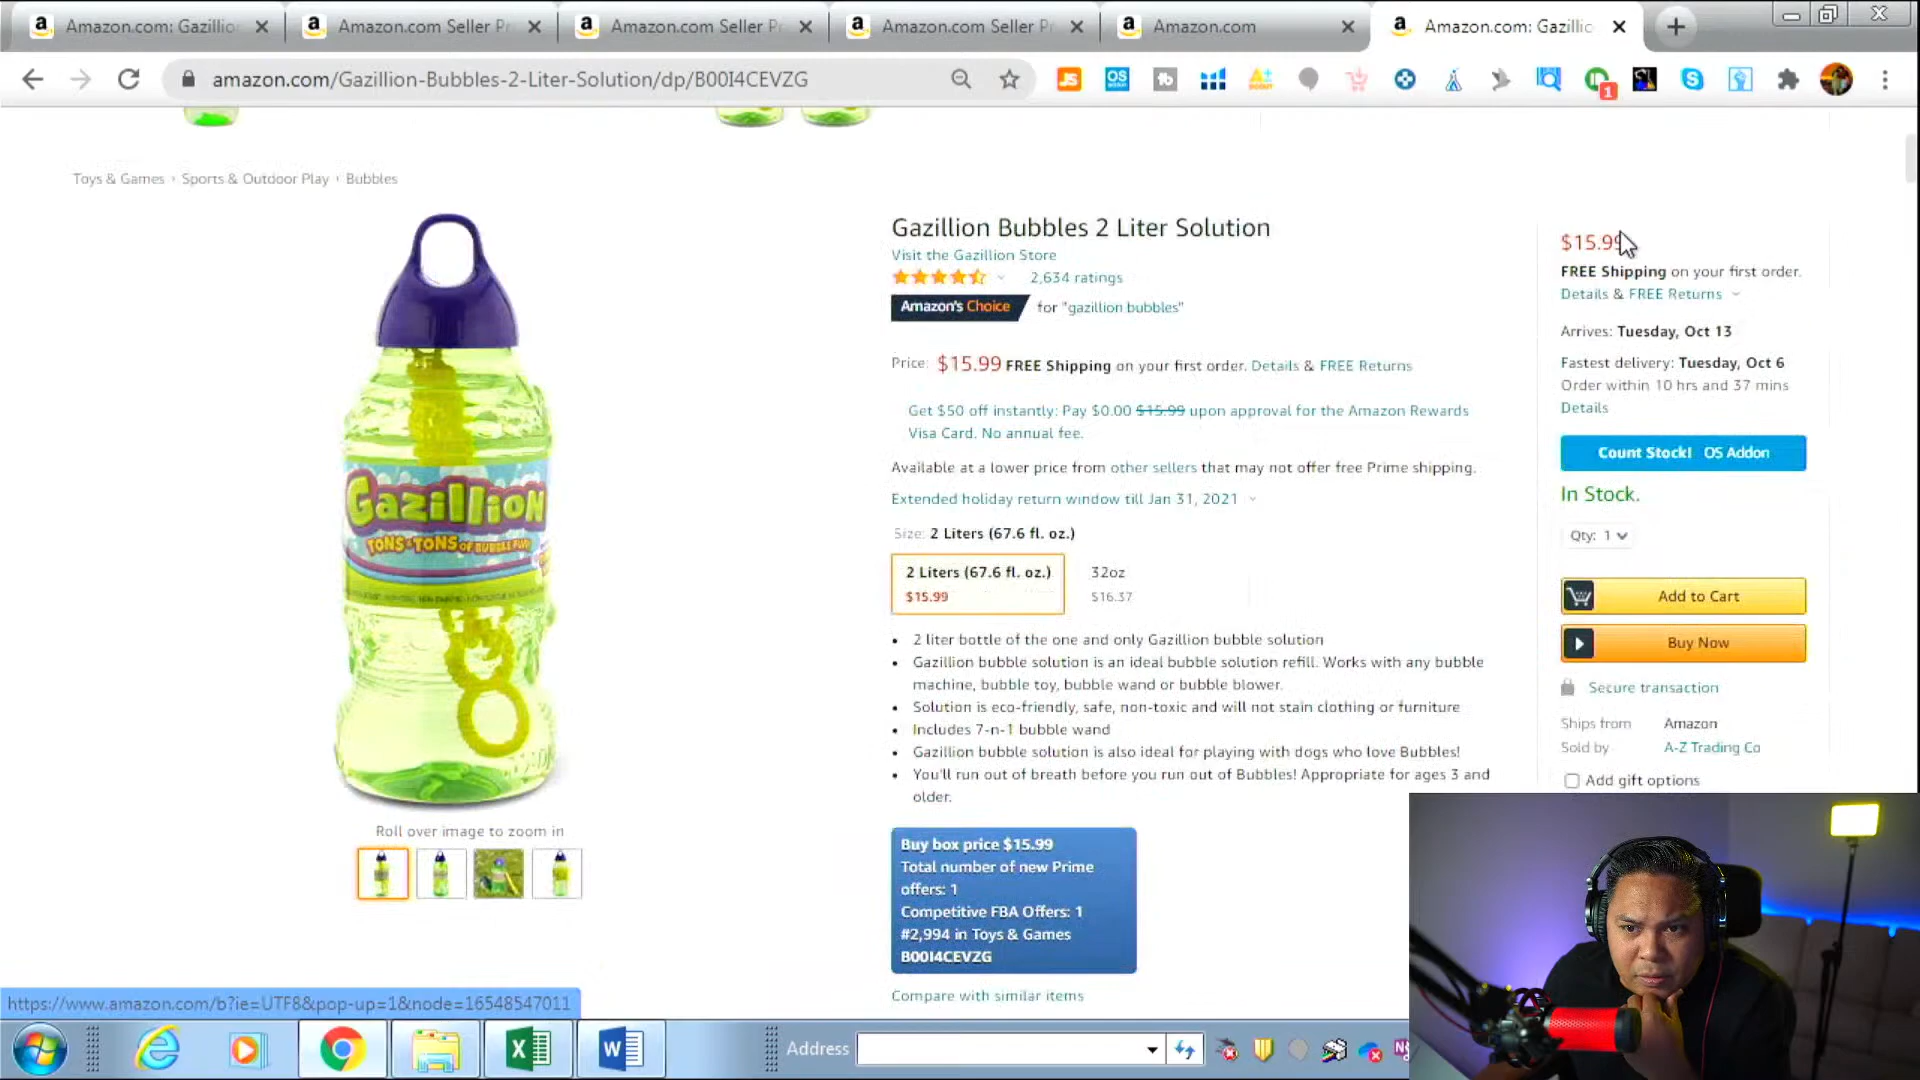 Amazon.com: Gazillio
Amazon.com Seller Pr
Amazon.com Seller Pr
Amazon.com Seller Pr
Amazon.com
Amazon.com: Gazillio
amazon.com/Gazillion-Bubbles-2-Liter-Solution/dp/B00I4CEVZG
JS
OS
1
Toys & Games › Sports & Outdoor Play › Bubbles
Gazillion
TONS & TONS OF BUBBLE FUN!
Roll over image to zoom in
Gazillion Bubbles 2 Liter Solution
Visit the Gazillion Store
2,634 ratings
Amazon's Choice for "gazillion bubbles"
Price: $15.99 FREE Shipping on your first order. Details & FREE Returns
Get $50 off instantly: Pay $0.00 $15.99 upon approval for the Amazon Rewards
Visa Card. No annual fee.
Available at a lower price from other sellers that may not offer free Prime shipping.
Extended holiday return window till Jan 31, 2021
Size: 2 Liters (67.6 fl. oz.)
2 Liters (67.6 fl. oz.)
$15.99
32oz
$16.37
• 2 liter bottle of the one and only Gazillion bubble solution
• Gazillion bubble solution is an ideal bubble solution refill. Works with any bubble
machine, bubble toy, bubble wand or bubble blower.
• Solution is eco-friendly, safe, non-toxic and will not stain clothing or furniture
• Includes 7-n-1 bubble wand
• Gazillion bubble solution is also ideal for playing with dogs who love Bubbles!
• You'll run out of breath before you run out of Bubbles! Appropriate for ages 3 and
older.
Buy box price $15.99
Total number of new Prime
offers: 1
Competitive FBA Offers: 1
#2,994 in Toys & Games
B00I4CEVZG
Compare with similar items
$15.99
FREE Shipping on your first order.
Details & FREE Returns
Arrives: Tuesday, Oct 13
Fastest delivery: Tuesday, Oct 6
Order within 10 hrs and 37 mins
Details
Count Stock! OS Addon
In Stock.
Qty: 1
Add to Cart
Buy Now
Secure transaction
Ships from Amazon
Sold by A-Z Trading Co
Add gift options
https://www.amazon.com/b?ie=UTF8&pop-up=1&node=16548547011
Address